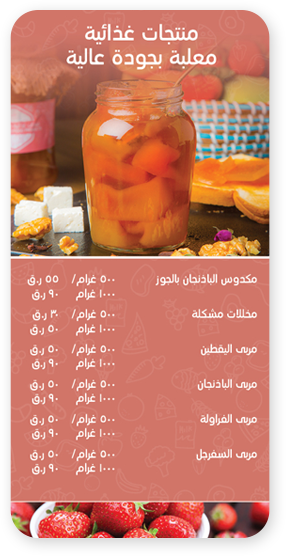 منتجات غذائية
معلبة بجودة عالية
مكدوس الباذنجان بالجوز ٥٠٠ غرام/ ٥٥ ر.ق
١٠٠٠ غرام ٩٠ ر.ق
مخللات مشكلة ٥٠٠ غرام/ ٣٠ ر.ق
١٠٠٠ غرام ٥٠ ر.ق
مربى اليقطين ٥٠٠ غرام/ ٥٠ ر.ق
١٠٠٠ غرام ٩٠ ر.ق
مربى الباذنجان ٥٠٠ غرام/ ٥٠ ر.ق
١٠٠٠ غرام ٩٠ ر.ق
مربى الفراولة ٥٠٠ غرام/ ٥٠ ر.ق
١٠٠٠ غرام ٩٠ ر.ق
مربى السفرجل ٥٠٠ غرام/ ٥٠ ر.ق
١٠٠٠ غرام ٩٠ ر.ق